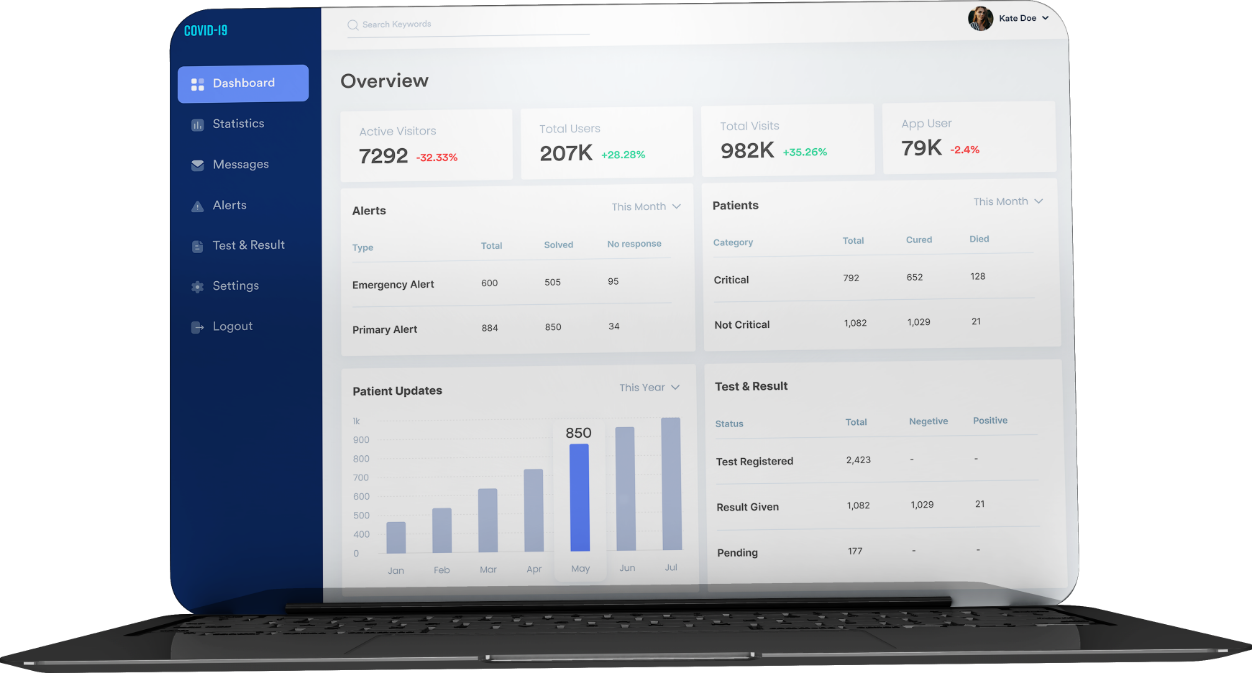 COVID-19
Search Keywords
Kate Doe
Dashboard
Statistics
Messages
Alerts
Test & Result
Settings
Logout
Overview
Active Visitors
7292 -32.33%
Total Users
207K +28.28%
Total Visits
982K +35.26%
App User
79K -2.4%
Alerts This Month
Type Total Solved No response
Emergency Alert 600 505 95
Primary Alert 884 850 34
Patients This Month
Category Total Cured Died
Critical 792 652 128
Not Critical 1,082 1,029 21
Patient Updates This Year
1k
900
800
700
600
500
400
0
850
Jan Feb Mar Apr May Jun Jul
Test & Result
Status Total Negetive Positive
Test Registered 2,423 - -
Result Given 1,082 1,029 21
Pending 177 - -